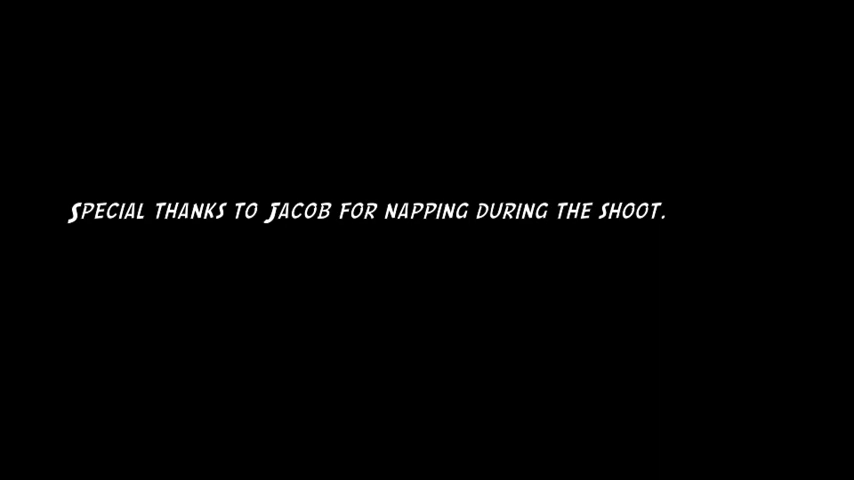 Special thanks to Jacob for napping during the shoot.